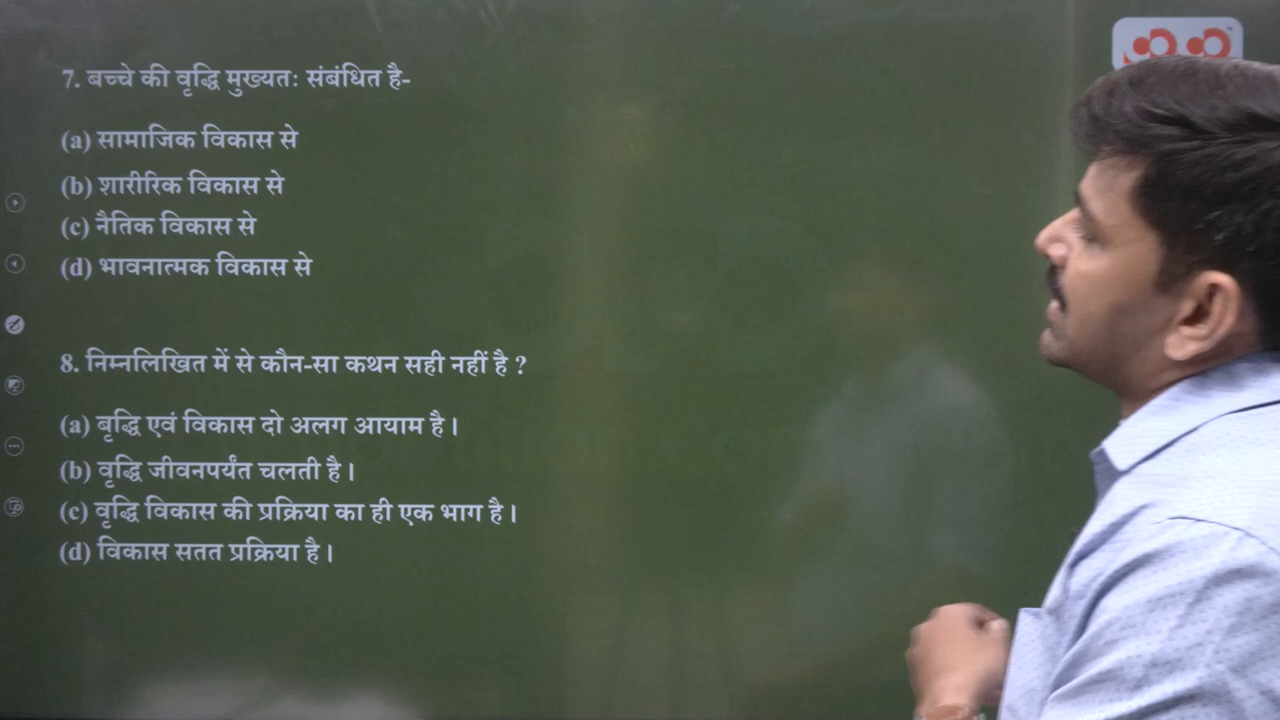 7. बच्चे की वृद्धि मुख्यतः संबंधित है-
(a) सामाजिक विकास से
(b) शारीरिक विकास से
(c) नैतिक विकास से
(d) भावनात्मक विकास से
8. निम्नलिखित में से कौन-सा कथन सही नहीं है ?
(a) बृद्धि एवं विकास दो अलग आयाम है।
(b) वृद्धि जीवनपर्यंत चलती है।
(c) वृद्धि विकास की प्रक्रिया का ही एक भाग है।
(d) विकास सतत प्रक्रिया है।